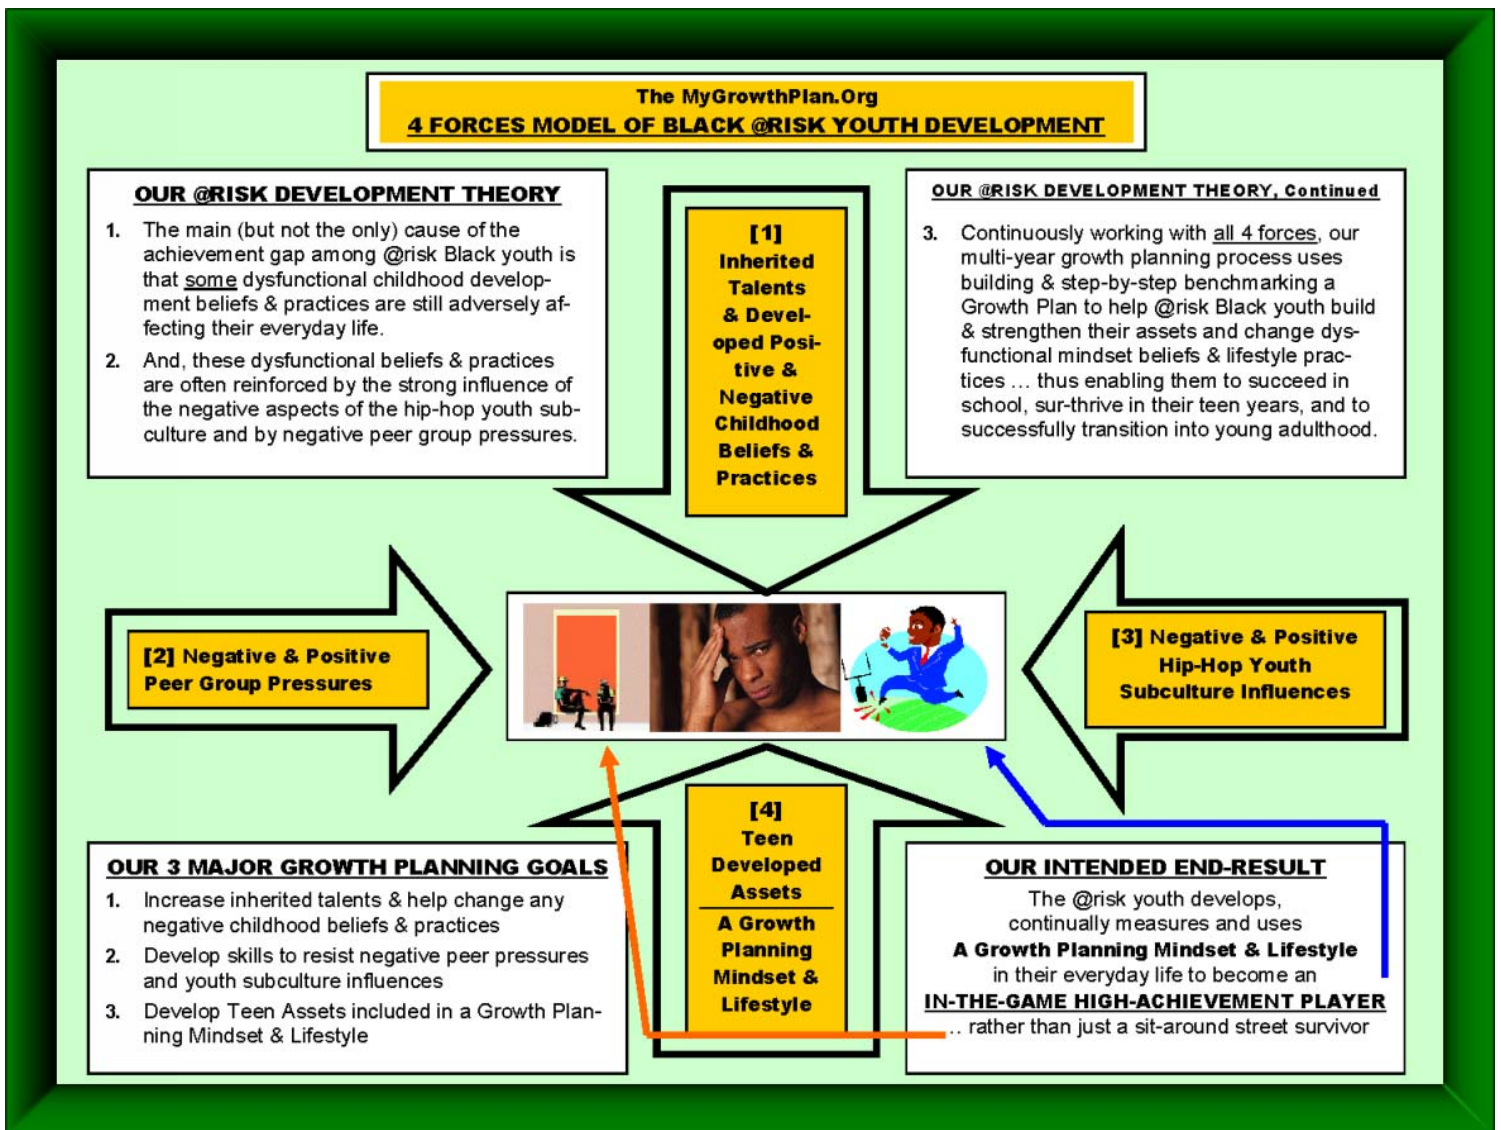 The MyGrowthPlan.Org
4 FORCES MODEL OF BLACK @RISK YOUTH DEVELOPMENT
OUR @RISK DEVELOPMENT THEORY
1. The main (but not the only) cause of the
achievement gap among @risk Black youth is
that some dysfunctional childhood develop-
ment beliefs & practices are still adversely af-
fecting their everyday life.
2. And, these dysfunctional beliefs & practices
are often reinforced by the strong influence of
the negative aspects of the hip-hop youth sub-
culture and by negative peer group pressures.
[1]
Inherited
Talents
& Devel-
oped Posi-
tive &
Negative
Childhood
Beliefs &
Practices
OUR @RISK DEVELOPMENT THEORY, Continued
3. Continuously working with all 4 forces, our
multi-year growth planning process uses
building & step-by-step benchmarking a
Growth Plan to help @risk Black youth build
& strengthen their assets and change dys-
functional mindset beliefs & lifestyle prac-
tices ... thus enabling them to succeed in
school, sur-thrive in their teen years, and to
successfully transition into young adulthood.
[2] Negative & Positive
Peer Group Pressures
[3] Negative & Positive
Hip-Hop Youth
Subculture Influences
OUR 3 MAJOR GROWTH PLANNING GOALS
1. Increase inherited talents & help change any
negative childhood beliefs & practices
2. Develop skills to resist negative peer pressures
and youth subculture influences
3. Develop Teen Assets included in a Growth Plan-
ning Mindset & Lifestyle
[4]
Teen
Developed
Assets
A Growth
Planning
Mindset &
Lifestyle
OUR INTENDED END-RESULT
The @risk youth develops,
continually measures and uses
A Growth Planning Mindset & Lifestyle
in their everyday life to become an
IN-THE-GAME HIGH-ACHIEVEMENT PLAYER
.. rather than just a sit-around street survivor